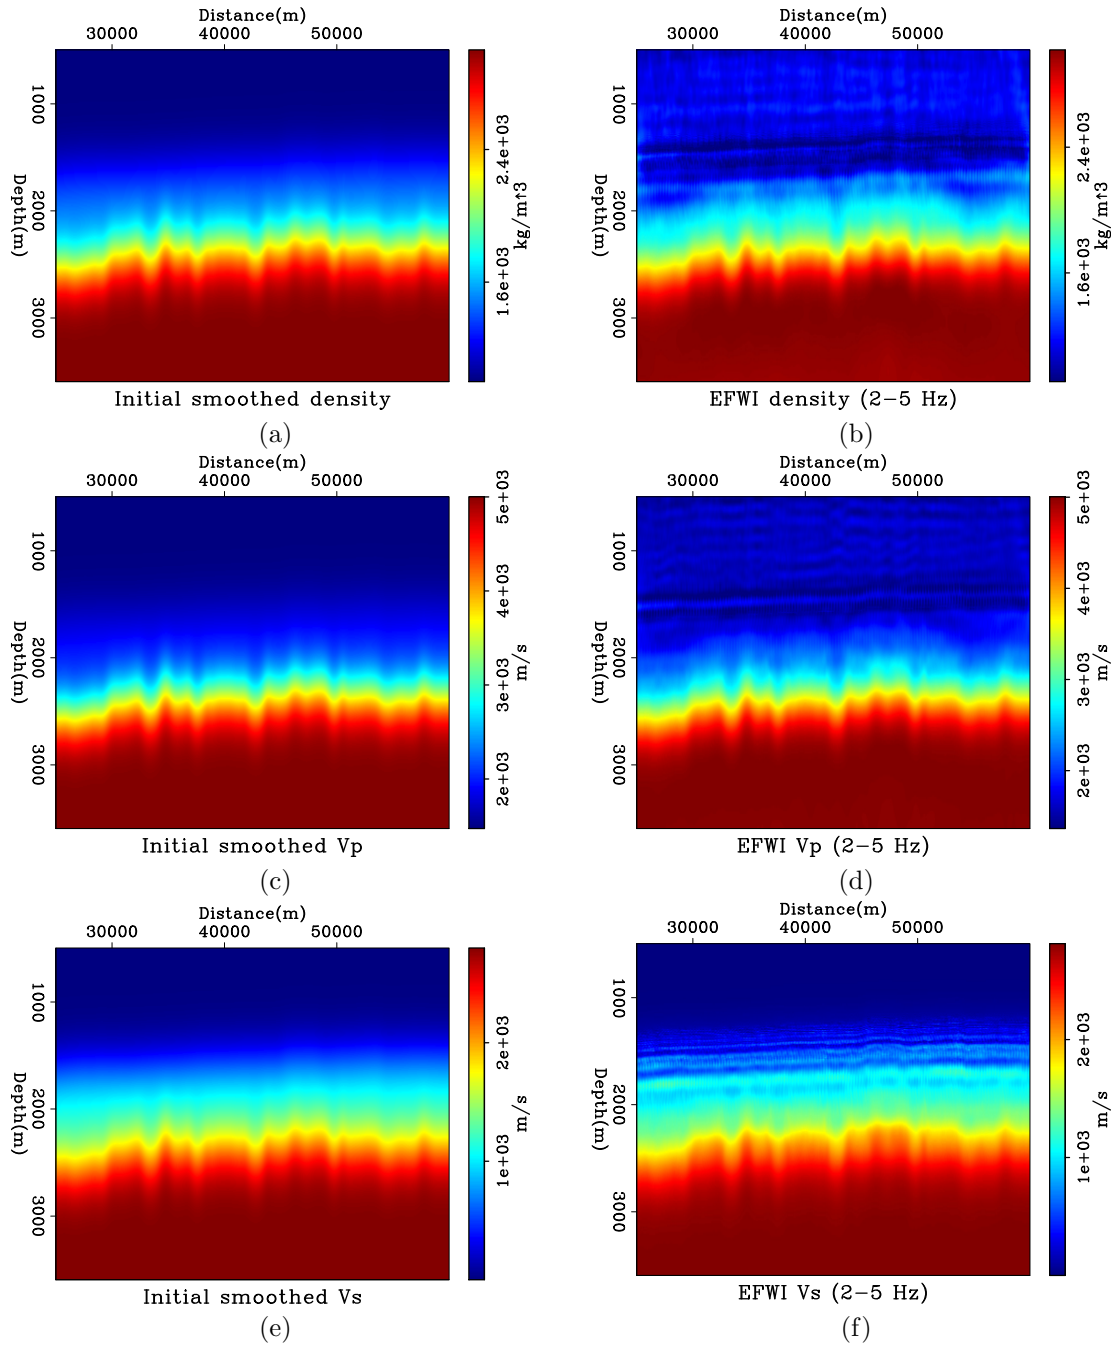 Distance(m)
30000 40000 50000
Depth(m)
1000
2000
3000
2.4e+03
1.6e+03
kg/m↑3
Initial smoothed density
(a)
Distance(m)
30000 40000 50000
Depth(m)
1000
2000
3000
2.4e+03
1.6e+03
kg/m↑3
EFWI density (2−5 Hz)
(b)
Distance(m)
30000 40000 50000
Depth(m)
1000
2000
3000
5e+03
4e+03
3e+03
2e+03
m/s
Initial smoothed Vp
(c)
Distance(m)
30000 40000 50000
Depth(m)
1000
2000
3000
5e+03
4e+03
3e+03
2e+03
m/s
EFWI Vp (2−5 Hz)
(d)
Distance(m)
30000 40000 50000
Depth(m)
1000
2000
3000
2e+03
1e+03
m/s
Initial smoothed Vs
(e)
Distance(m)
30000 40000 50000
Depth(m)
1000
2000
3000
2e+03
1e+03
m/s
EFWI Vs (2−5 Hz)
(f)